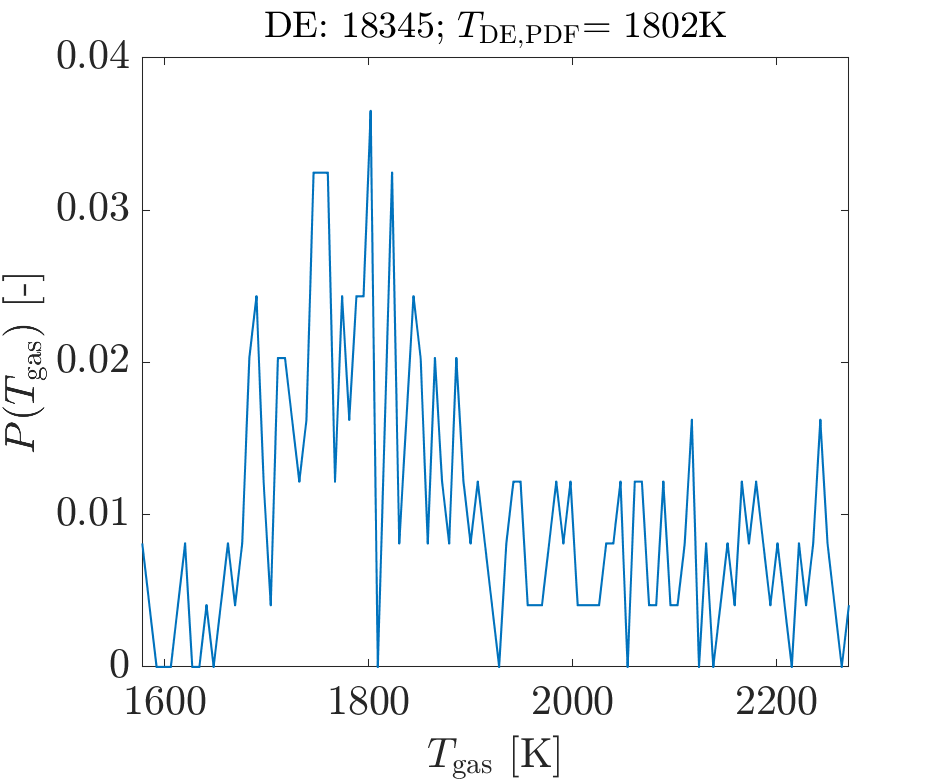 DE: 18345; T_DE,PDF= 1802K
0.04
0.03
0.02
0.01
0
P(T_gas) [-]
1600 1800 2000 2200
T_gas [K]